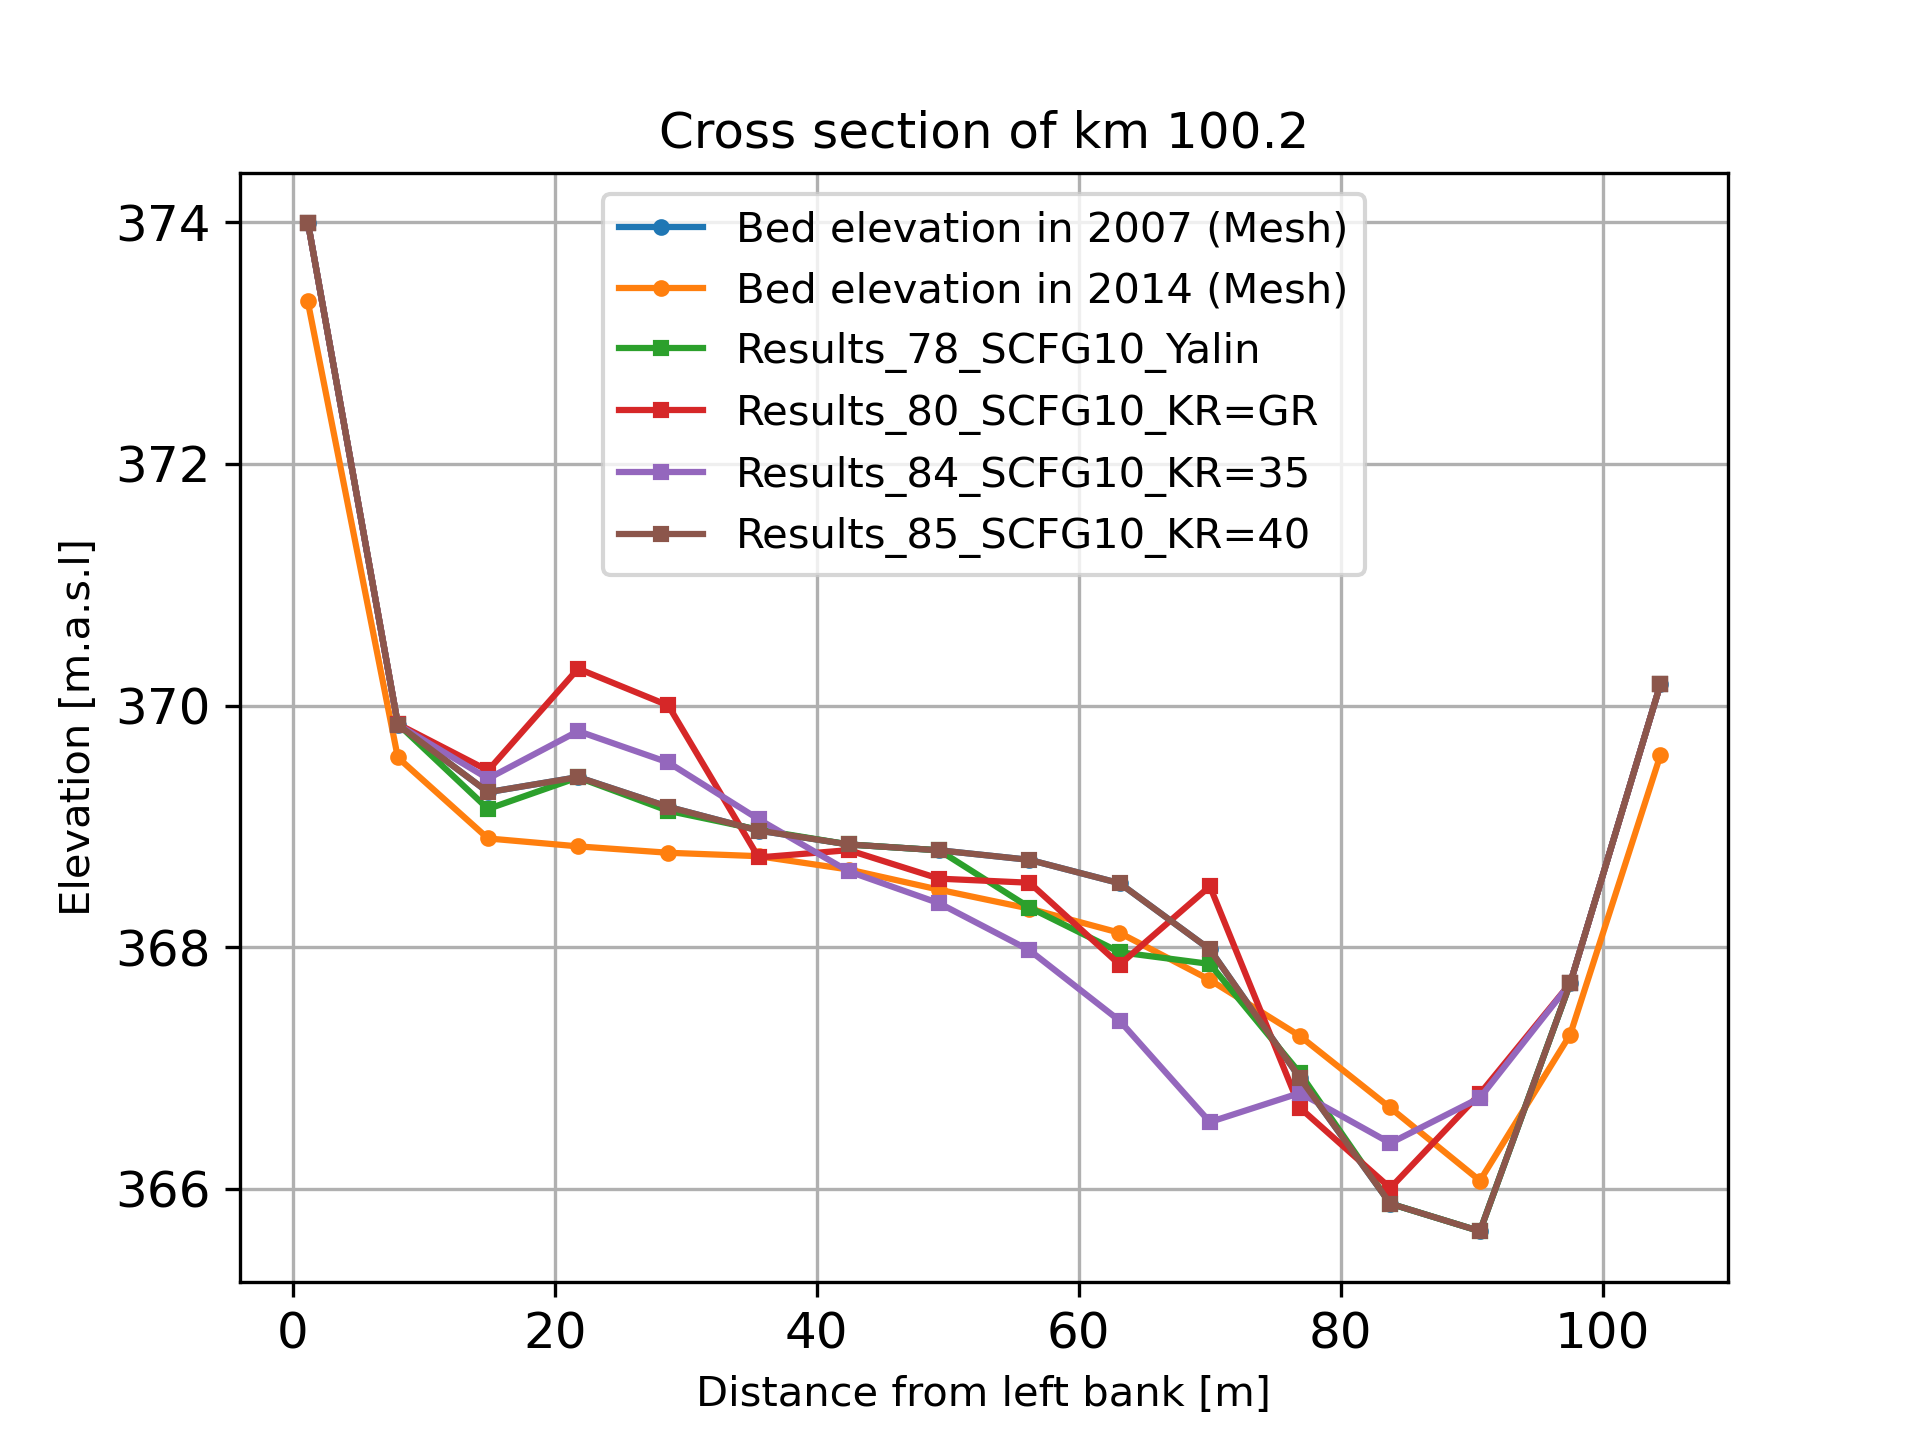 Cross section of km 100.2
374
372
370
368
366
Elevation [m.a.s.l]
Bed elevation in 2007 (Mesh)
Bed elevation in 2014 (Mesh)
Results_78_SCFG10_Yalin
Results_80_SCFG10_KR=GR
Results_84_SCFG10_KR=35
Results_85_SCFG10_KR=40
0 20 40 60 80 100
Distance from left bank [m]